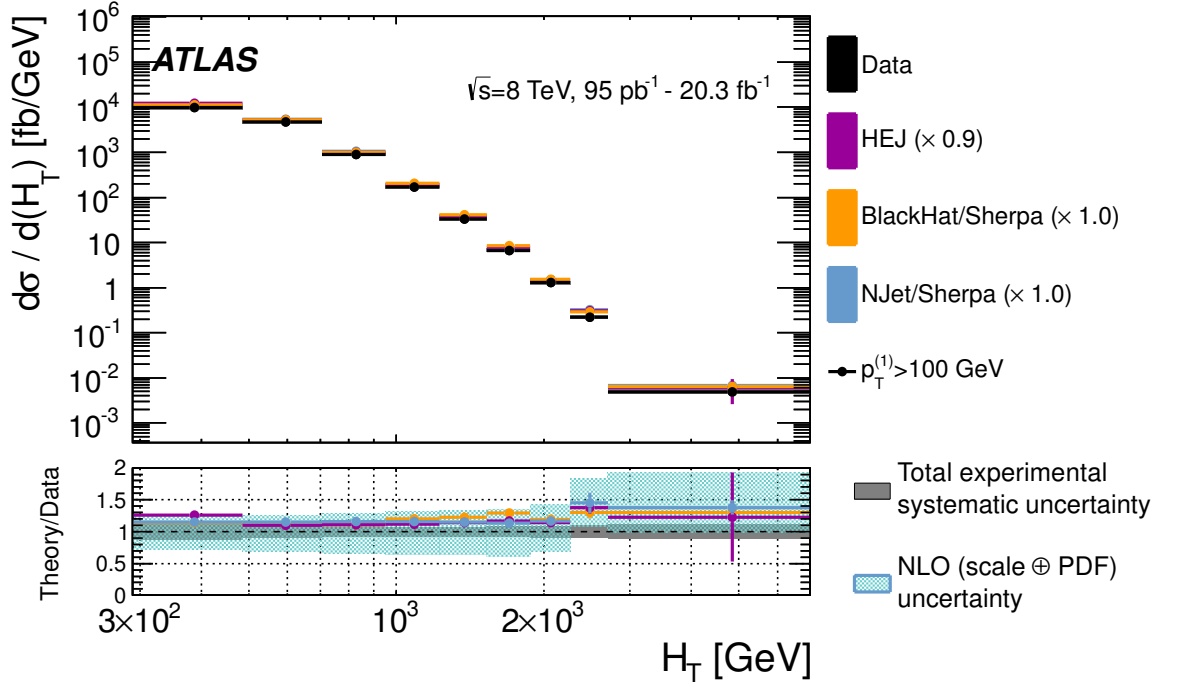 ATLAS
√s=8 TeV, 95 pb⁻¹ - 20.3 fb⁻¹
dσ / d(H_T) [fb/GeV]
10⁶
10⁵
10⁴
10³
10²
10
1
10⁻¹
10⁻²
10⁻³
Data
HEJ (× 0.9)
BlackHat/Sherpa (× 1.0)
NJet/Sherpa (× 1.0)
p_T^(1)>100 GeV
Theory/Data
2
1.5
1
0.5
0
3×10²
10³
2×10³
H_T [GeV]
Total experimental
systematic uncertainty
NLO (scale ⊕ PDF)
uncertainty